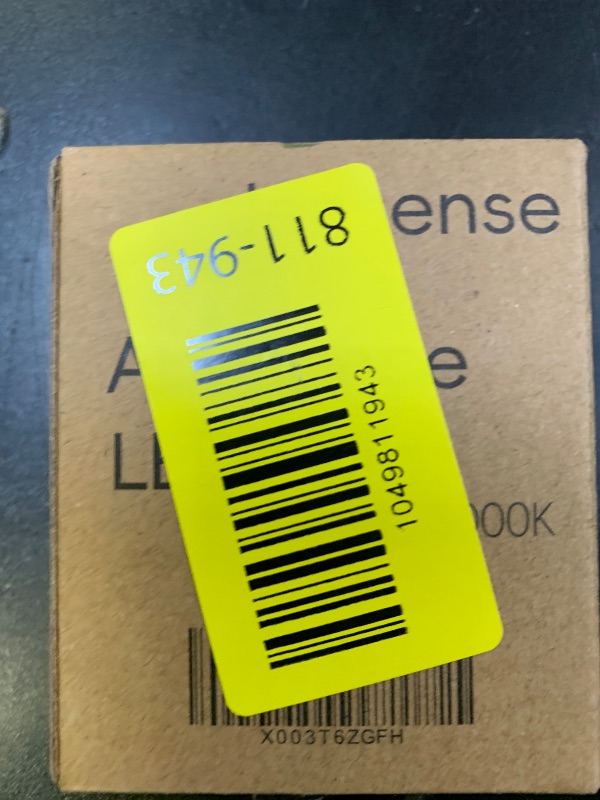 ense
811-943
1049811943
A
e
LE
000K
X003T6ZGFH